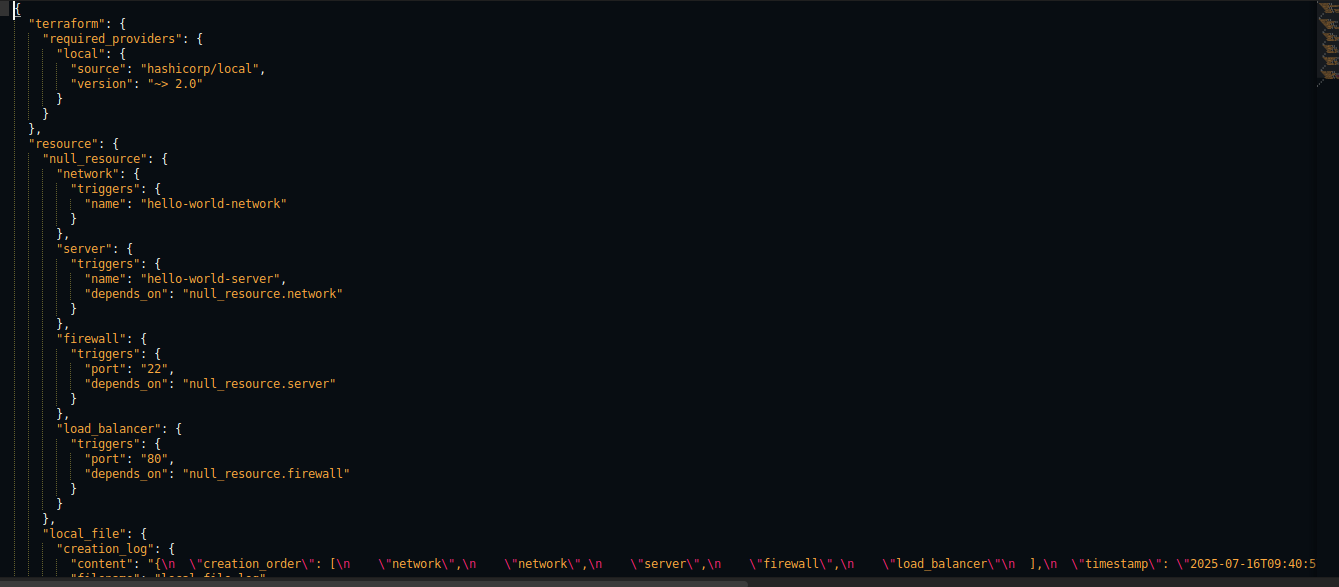 {
  "terraform": {
    "required_providers": {
      "local": {
        "source": "hashicorp/local",
        "version": "~> 2.0"
      }
    }
  },
  "resource": {
    "null_resource": {
      "network": {
        "triggers": {
          "name": "hello-world-network"
        }
      },
      "server": {
        "triggers": {
          "name": "hello-world-server",
          "depends_on": "null_resource.network"
        }
      },
      "firewall": {
        "triggers": {
          "port": "22",
          "depends_on": "null_resource.server"
        }
      },
      "load_balancer": {
        "triggers": {
          "port": "80",
          "depends_on": "null_resource.firewall"
        }
      }
    },
    "local_file": {
      "creation_log": {
        "content": "{\n  \"creation_order\": [\n    \"network\",\n    \"network\",\n    \"server\",\n    \"firewall\",\n    \"load_balancer\"\n  ],\n  \"timestamp\": \"2025-07-16T09:40:5